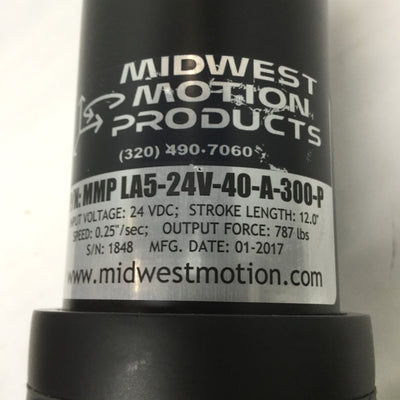 MIDWEST
MOTION
PRODUCTS
(320) 490-7060
N: MMP LA5-24V-40-A-300-P
INPUT VOLTAGE: 24 VDC; STROKE LENGTH: 12.0"
SPEED: 0.25"/sec; OUTPUT FORCE: 787 lbs
S/N: 1848 MFG. DATE: 01-2017
www.midwestmotion.com